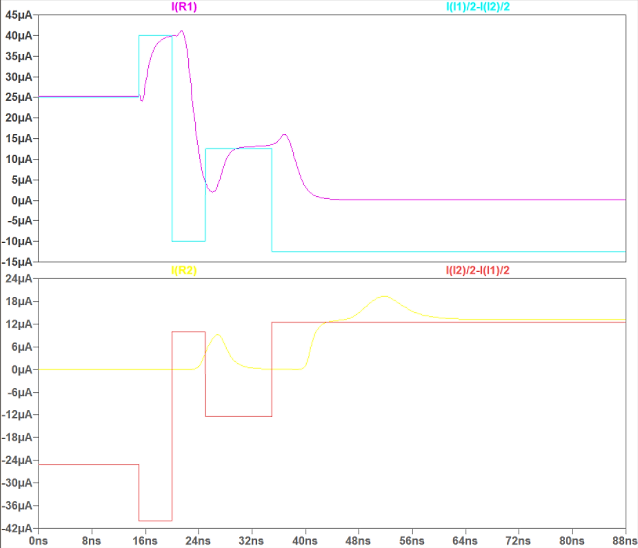 I(R1) I(I1)/2-I(I2)/2
45µA
40µA
35µA
30µA
25µA
20µA
15µA
10µA
5µA
0µA
-5µA
-10µA
-15µA
I(R2) I(I2)/2-I(I1)/2
24µA
18µA
12µA
6µA
0µA
-6µA
-12µA
-18µA
-24µA
-30µA
-36µA
-42µA
0ns 8ns 16ns 24ns 32ns 40ns 48ns 56ns 64ns 72ns 80ns 88ns